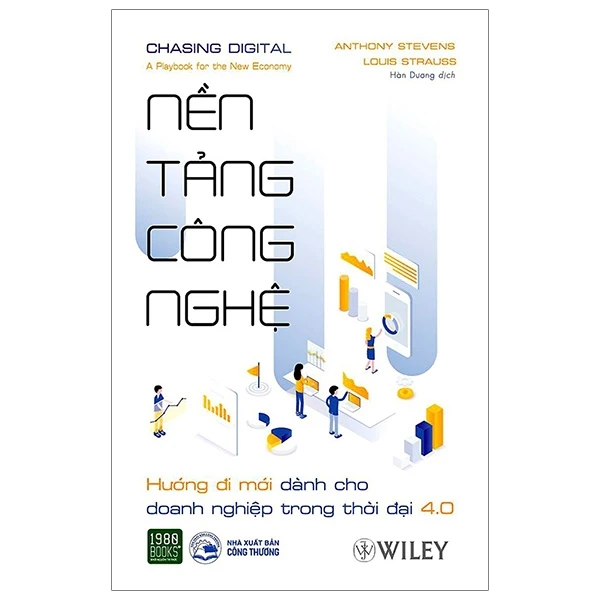 CHASING DIGITAL
A Playbook for the New Economy
ANTHONY STEVENS
LOUIS STRAUSS
Hàn Dương dịch
NỀN
TẢNG
CÔNG
NGHỆ
Hướng đi mới dành cho
doanh nghiệp trong thời đại 4.0
1980
BOOKS
NHÀ XUẤT BẢN
CÔNG THƯƠNG
WILEY